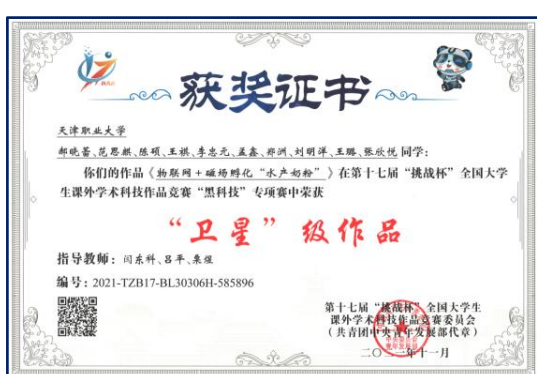 获奖证书
天津职业大学
郝晓蕾、范思麒、陈硕、王棋、李忠元、孟鑫、郑洲、刘明洋、王璐、张欣悦 同学:
你们的作品《物联网+磁场孵化“水产奶粉”》在第十七届“挑战杯”全国大学
生课外学术科技作品竞赛“黑科技”专项赛中荣获
“卫星”级作品
指导教师:闫东科、吕平、栗煜
编号:2021-TZB17-BL30306H-585896
第十七届“挑战杯”全国大学生
课外学术科技作品竞赛委员会
(共青团中央青年发展部代章)
二〇二一年十一月